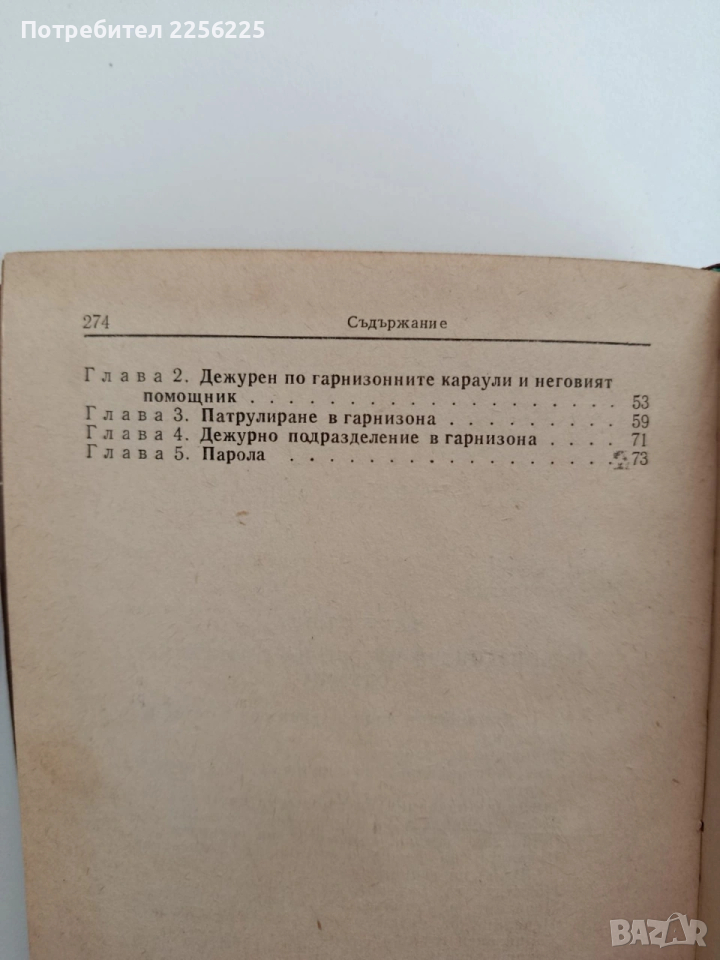 Потребител 2256225
274 Съдържание
Глава 2. Дежурен по гарнизонните караули и неговият
помощник . . . . . . . . . . . . . . . . . . . 53
Глава 3. Патрулиране в гарнизона . . . . . . . . . 59
Глава 4. Дежурно подразделение в гарнизона . . . . 71
Глава 5. Парола . . . . . . . . . . . . . . . . . 73
BAZAR